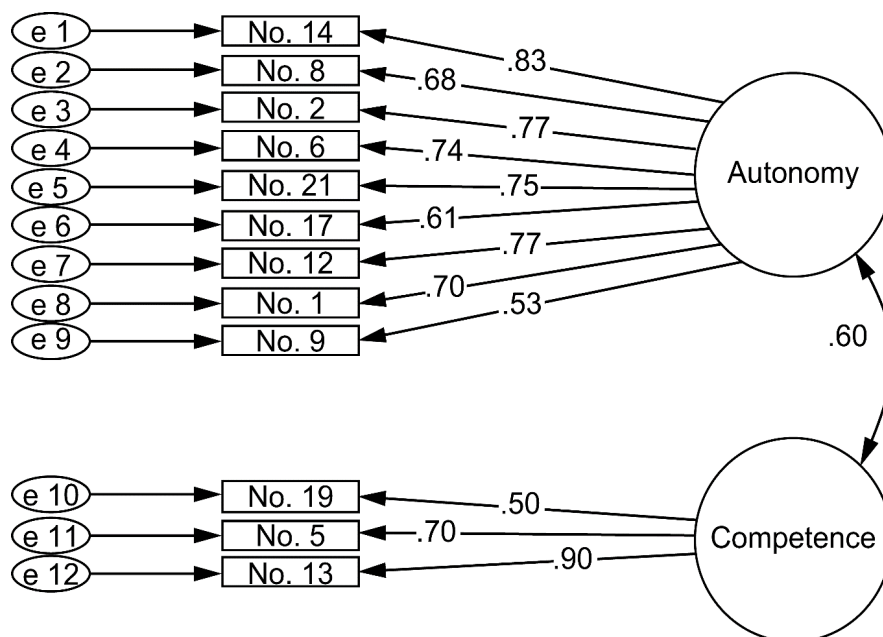 e 1 No. 14 .83
e 2 No. 8 .68
e 3 No. 2 .77
e 4 No. 6 .74
Autonomy
e 5 No. 21 .75
e 6 No. 17 .61
e 7 No. 12 .77
e 8 No. 1 .70
e 9 No. 9 .53
.60
e 10 No. 19 .50
e 11 No. 5 .70
Competence
e 12 No. 13 .90